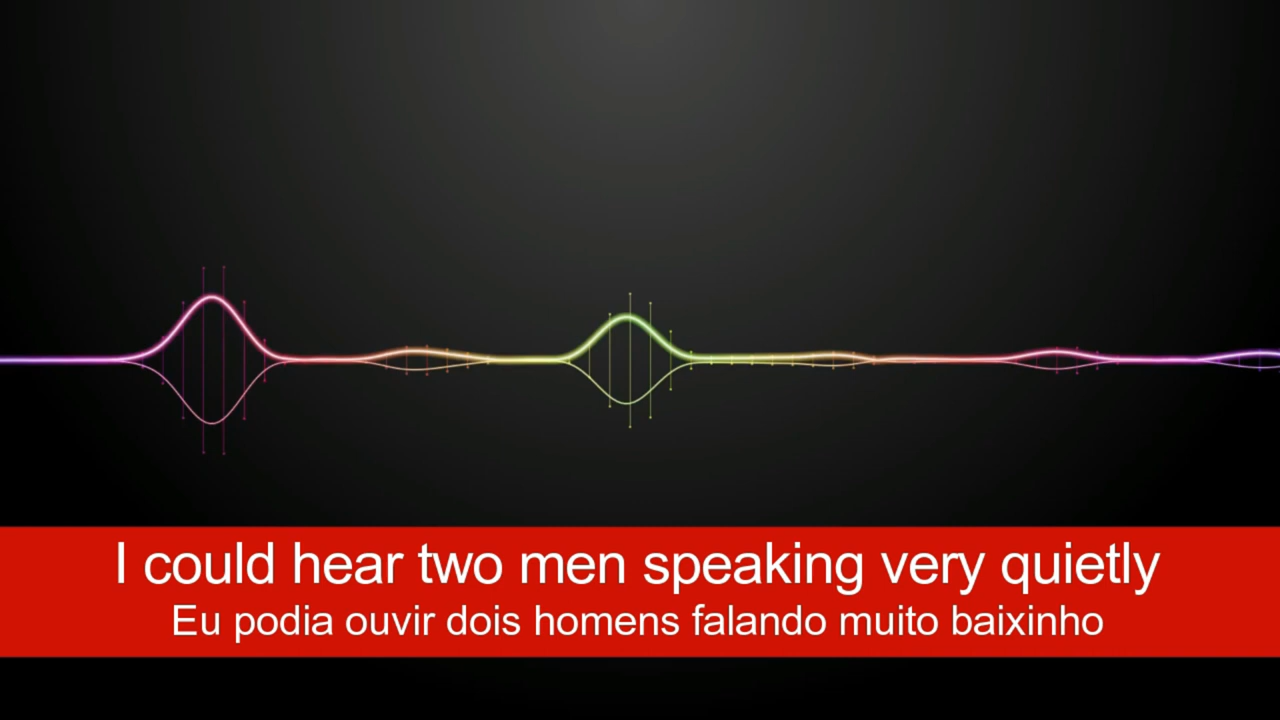 I could hear two men speaking very quietly
Eu podia ouvir dois homens falando muito baixinho